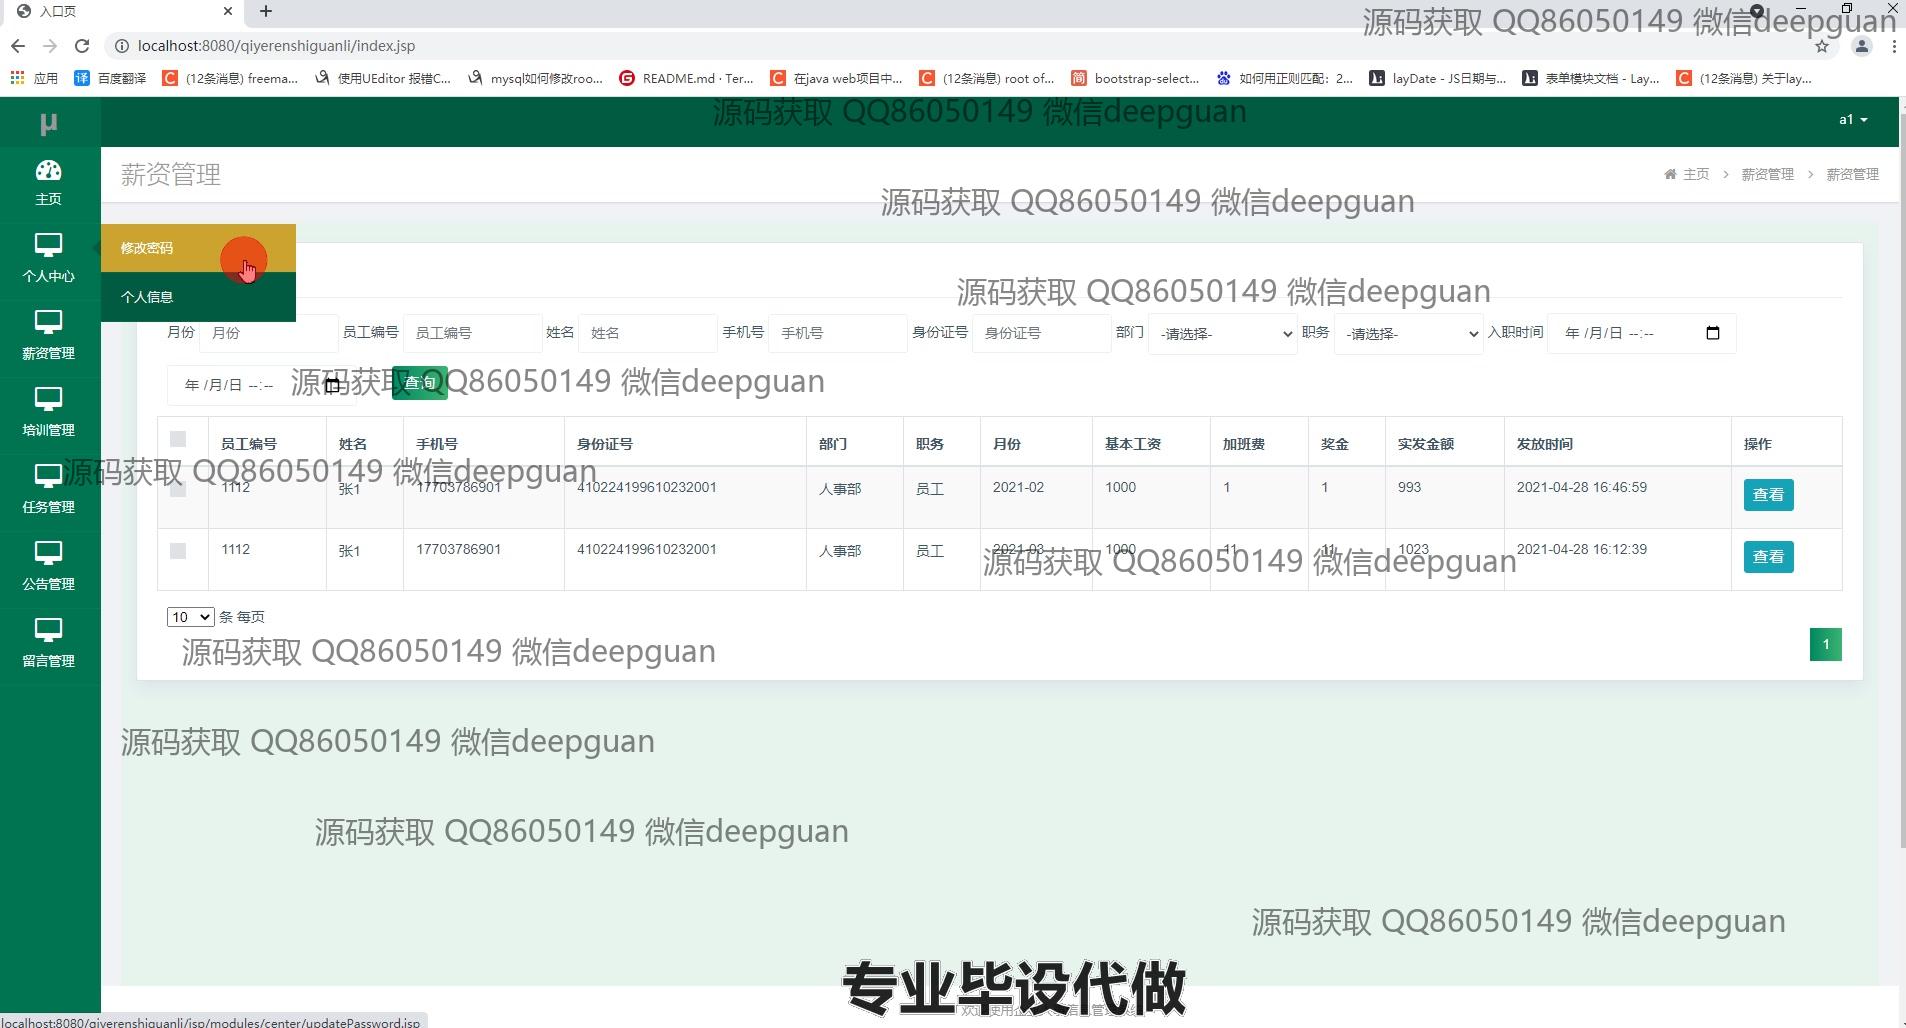 入口页
源码获取 QQ86050149 微信deepguan
localhost:8080/qiyerenshiguanli/index.jsp
应用 百度翻译 (12条消息) freema... 使用UEditor 报错C... mysql如何修改roo... README.md · Ter... 在java web项目中... (12条消息) root of... bootstrap-select... 如何用正则匹配：2... layDate - JS日期与... 表单模块文档 - Lay... (12条消息) 关于lay...
源码获取 QQ86050149 微信deepguan
µ a1
薪资管理 主页 > 薪资管理 > 薪资管理
主页
源码获取 QQ86050149 微信deepguan
修改密码
个人中心
个人信息
源码获取 QQ86050149 微信deepguan
月份 月份 员工编号 员工编号 姓名 姓名 手机号 手机号 身份证号 身份证号 部门 -请选择- 职务 -请选择- 入职时间 年 /月/日 --:--
薪资管理
年 /月/日 --:-- 查询
源码获取 QQ86050149 微信deepguan
培训管理
员工编号 姓名 手机号 身份证号 部门 职务 月份 基本工资 加班费 奖金 实发金额 发放时间 操作
源码获取 QQ86050149 微信deepguan
1112 张1 17703786901 410224199610232001 人事部 员工 2021-02 1000 1 1 993 2021-04-28 16:46:59 查看
任务管理
1112 张1 17703786901 410224199610232001 人事部 员工 2021-03 1000 11 11 1023 2021-04-28 16:12:39 查看
源码获取 QQ86050149 微信deepguan
公告管理
10 条 每页
1
源码获取 QQ86050149 微信deepguan
留言管理
源码获取 QQ86050149 微信deepguan
源码获取 QQ86050149 微信deepguan
源码获取 QQ86050149 微信deepguan
专业毕设代做
localhost:8080/qiyerenshiguanli/jsp/modules/center/updatePassword.jsp